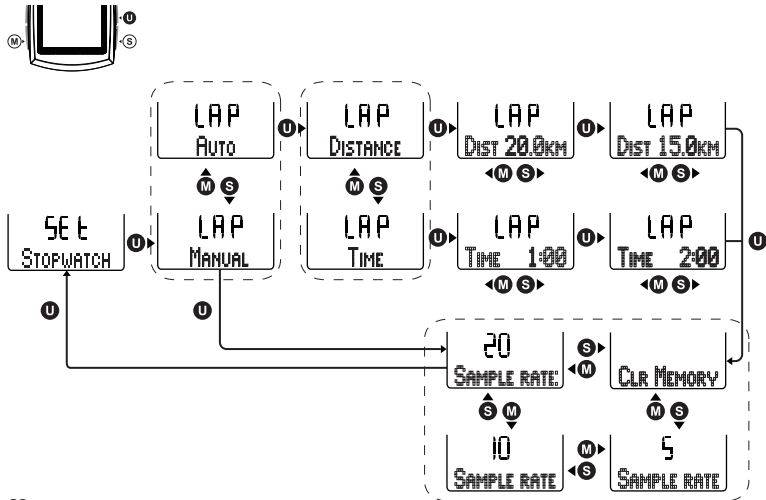 U
M
S
LAP
Auto
U
LAP
Distance
U
LAP
Dist 20.0km
U
LAP
Dist 15.0km
M S
M S
M S
M S
SEt
Stopwatch
U
LAP
Manual
LAP
Time
U
LAP
Time 1:00
U
LAP
Time 2:00
U
M S
M S
U
U
20
Sample rate:
S
M
Clr Memory
S M
M S
10
Sample rate
M
S
5
Sample rate